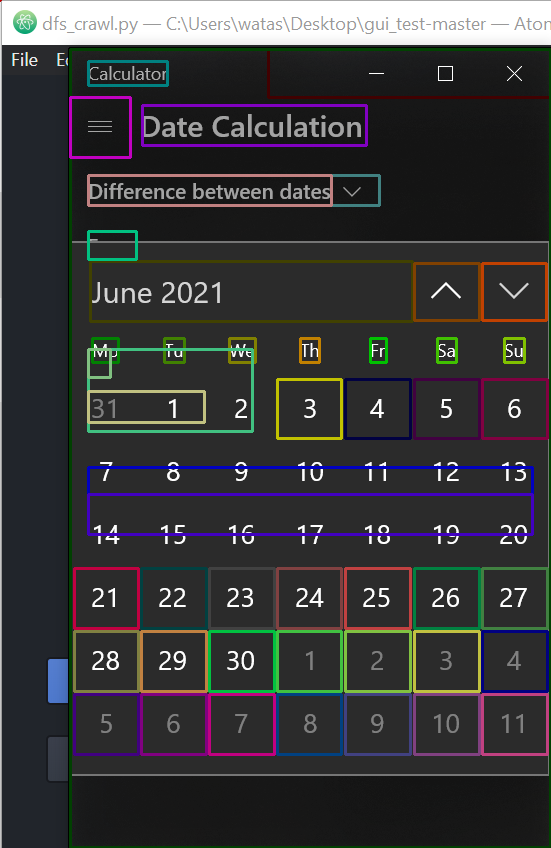 dfs_crawl.py — C:\Users\watas\Desktop\gui_test-master — Atom
File
Calculator
Date Calculation
Difference between dates
June 2021
Mo Tu We Th Fr Sa Su
31 1 2 3 4 5 6
7 8 9 10 11 12 13
14 15 16 17 18 19 20
21 22 23 24 25 26 27
28 29 30 1 2 3 4
5 6 7 8 9 10 11